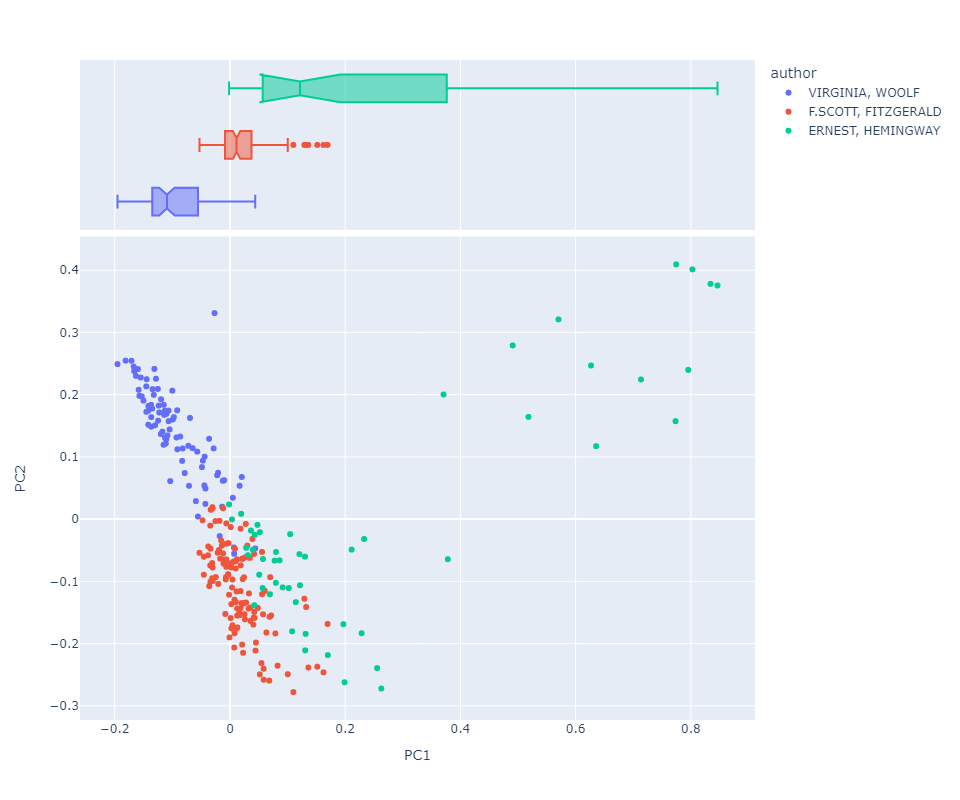 author
VIRGINIA, WOOLF
F.SCOTT, FITZGERALD
ERNEST, HEMINGWAY
0.4
0.3
0.2
0.1
0
−0.1
−0.2
−0.3
PC2
−0.2 0 0.2 0.4 0.6 0.8
PC1